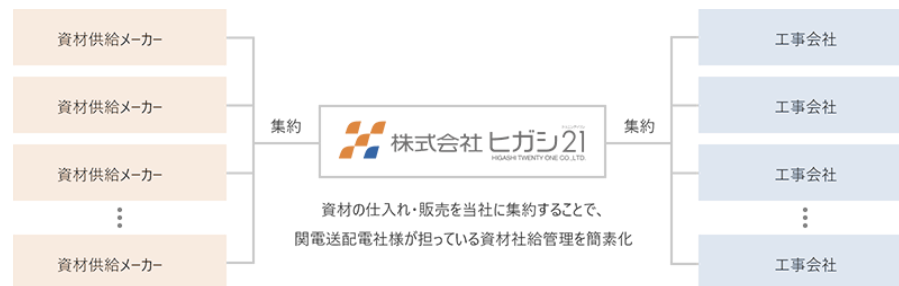 資材供給メーカー
資材供給メーカー
資材供給メーカー
資材供給メーカー
集約
株式会社 ヒガシ21
HIGASHI TWENTY ONE CO.,LTD.
集約
資材の仕入れ・販売を当社に集約することで、
関電送配電社様が担っている資材社給管理を簡素化
工事会社
工事会社
工事会社
工事会社